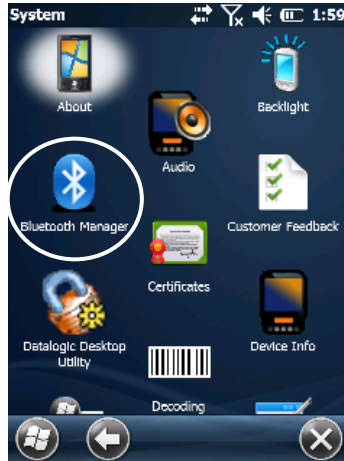 System 1:59
About
Backlight
Audio
Bluetooth Manager
Customer Feedback
Certificates
Datalogic Desktop
Utility
Device Info
Decoding